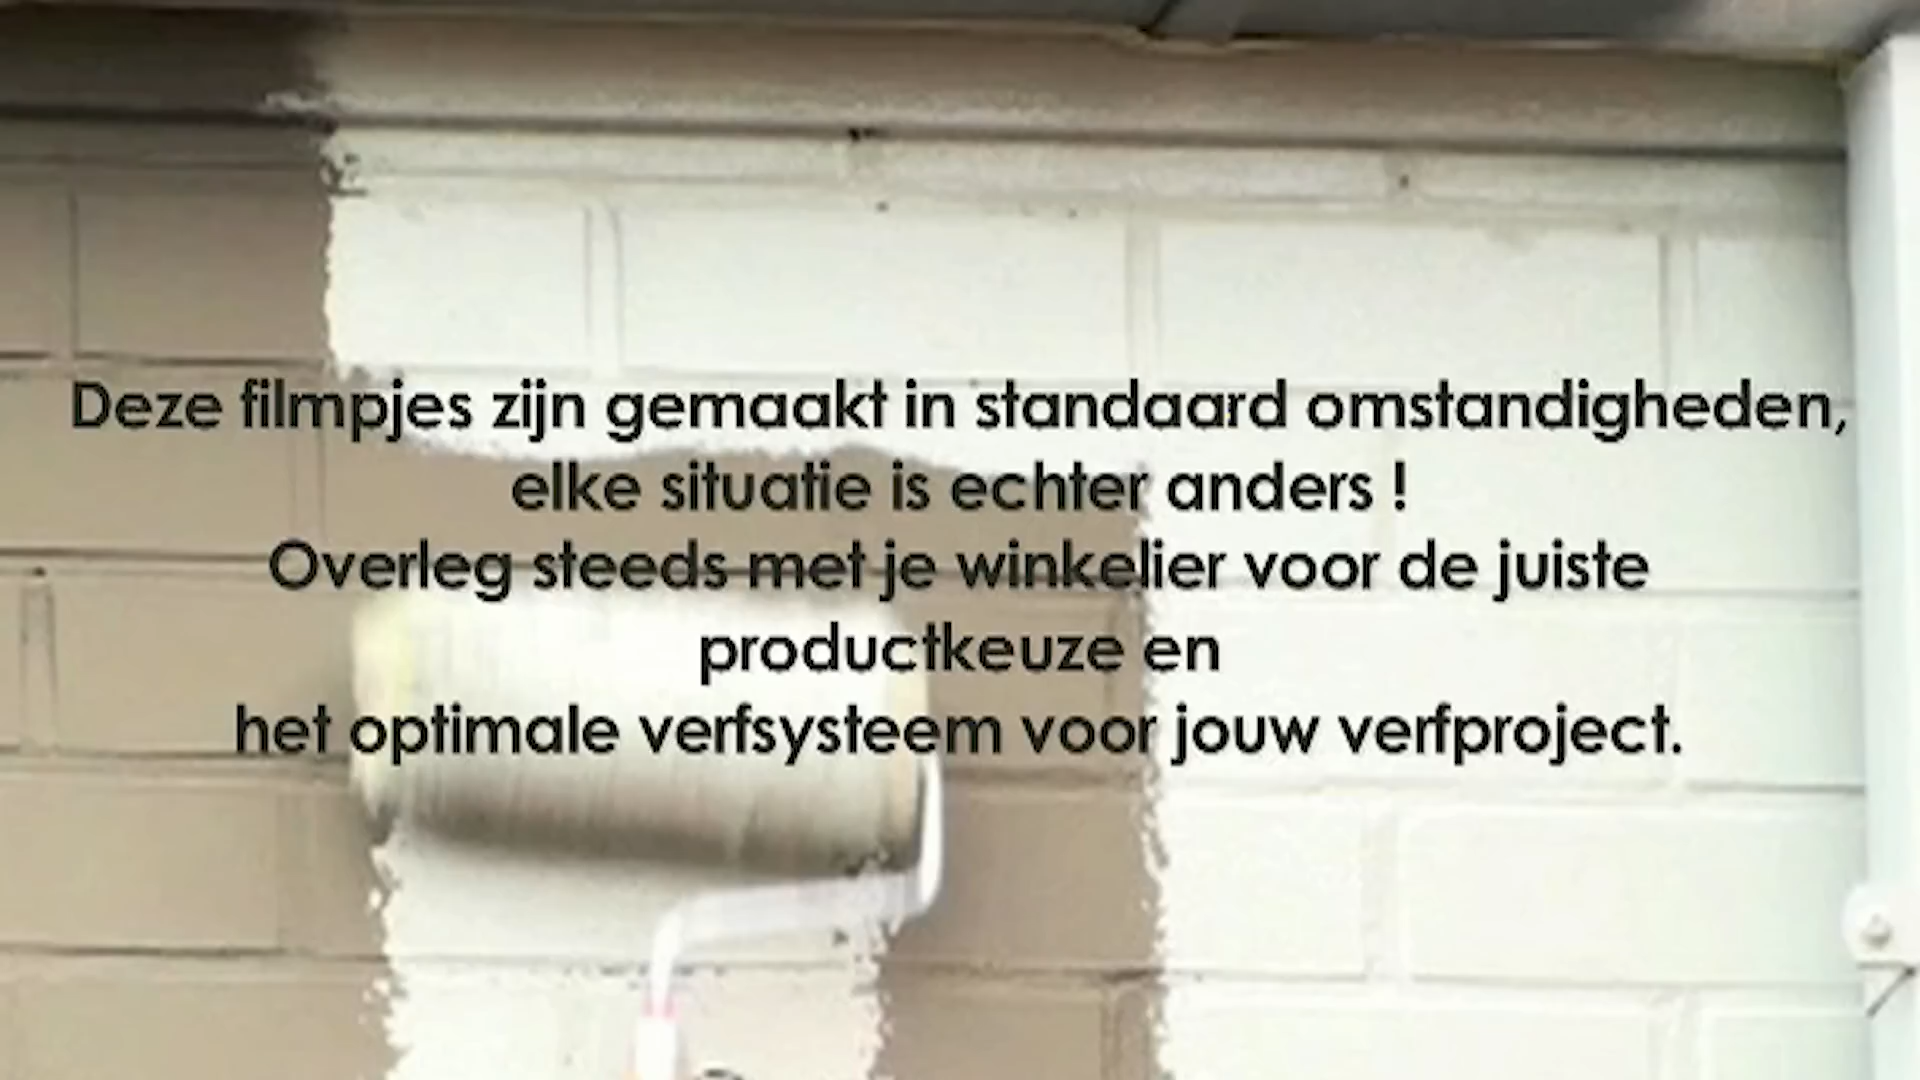 Deze filmpjes zijn gemaakt in standaard omstandigheden,
elke situatie is echter anders !
Overleg steeds met je winkelier voor de juiste
productkeuze en
het optimale verfsysteem voor jouw verfproject.